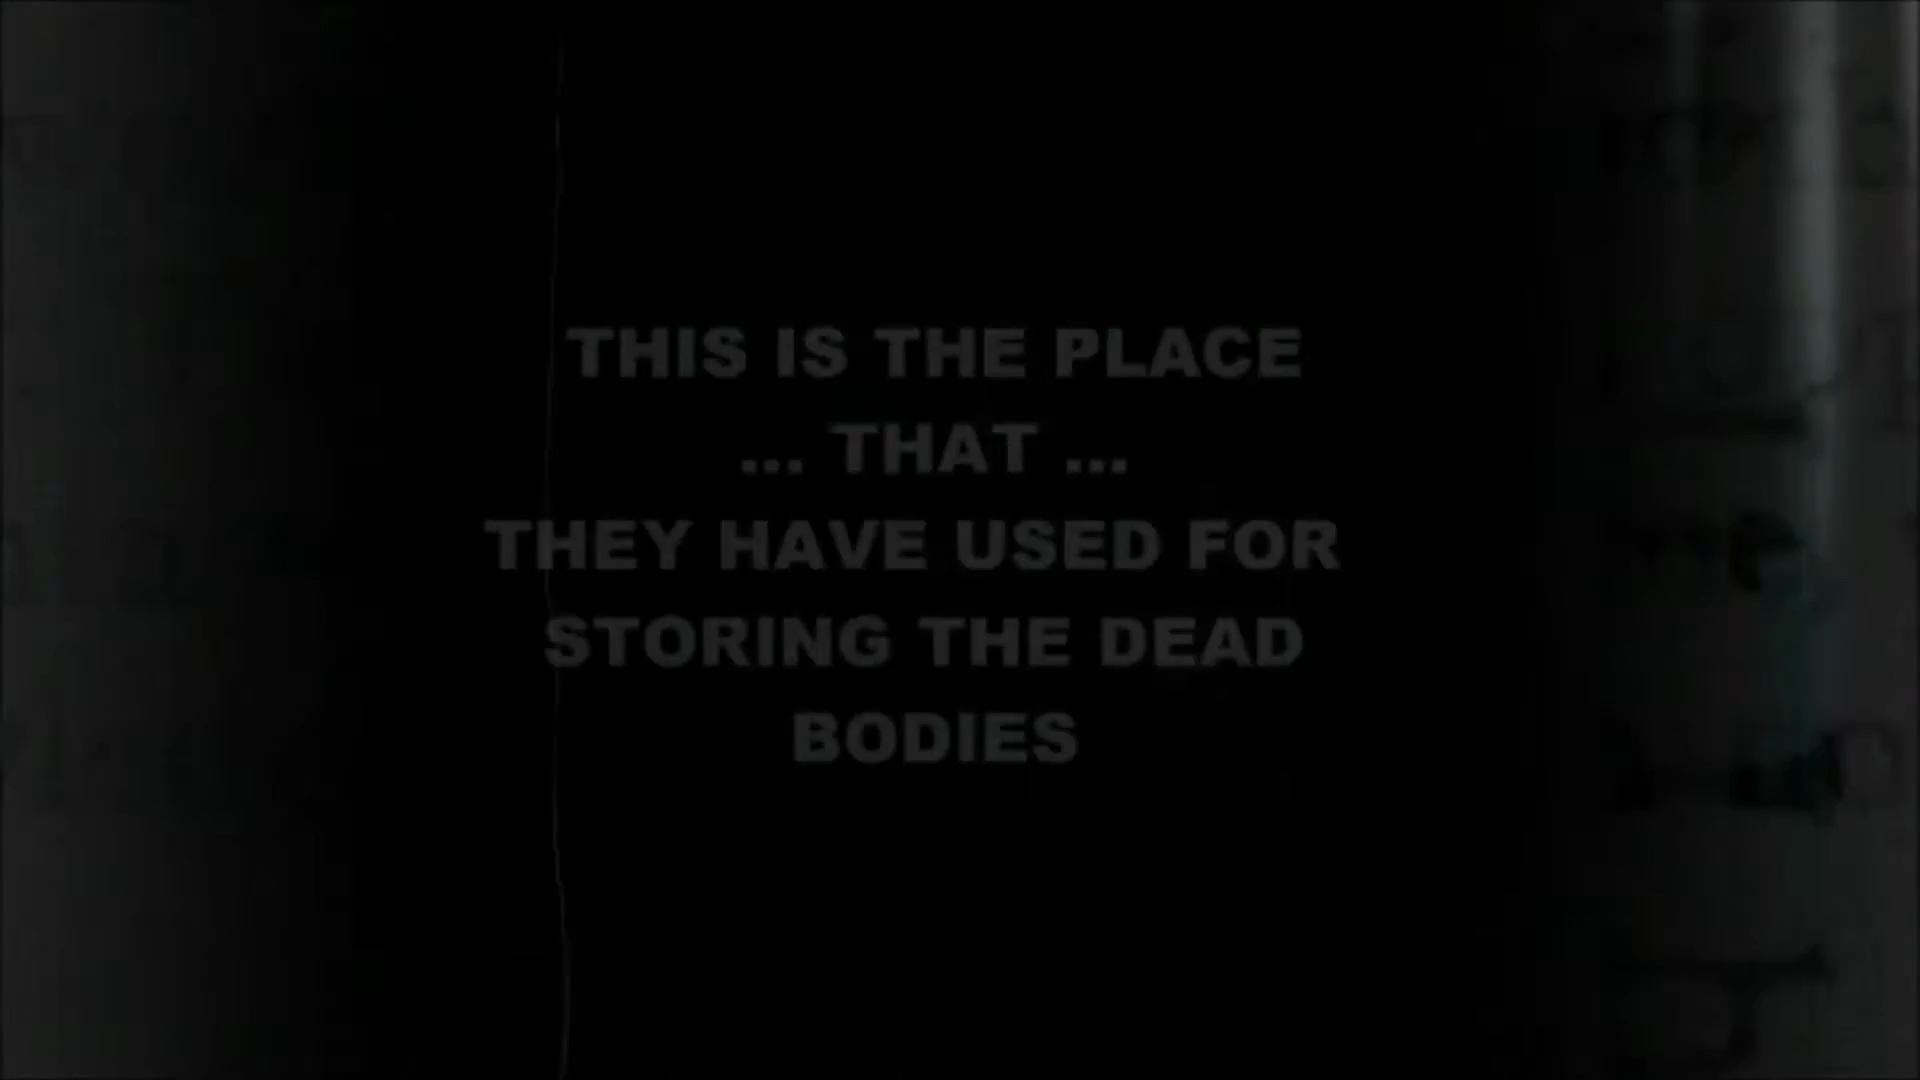 THIS IS THE PLACE
... THAT ...
THEY HAVE USED FOR
STORING THE DEAD
BODIES